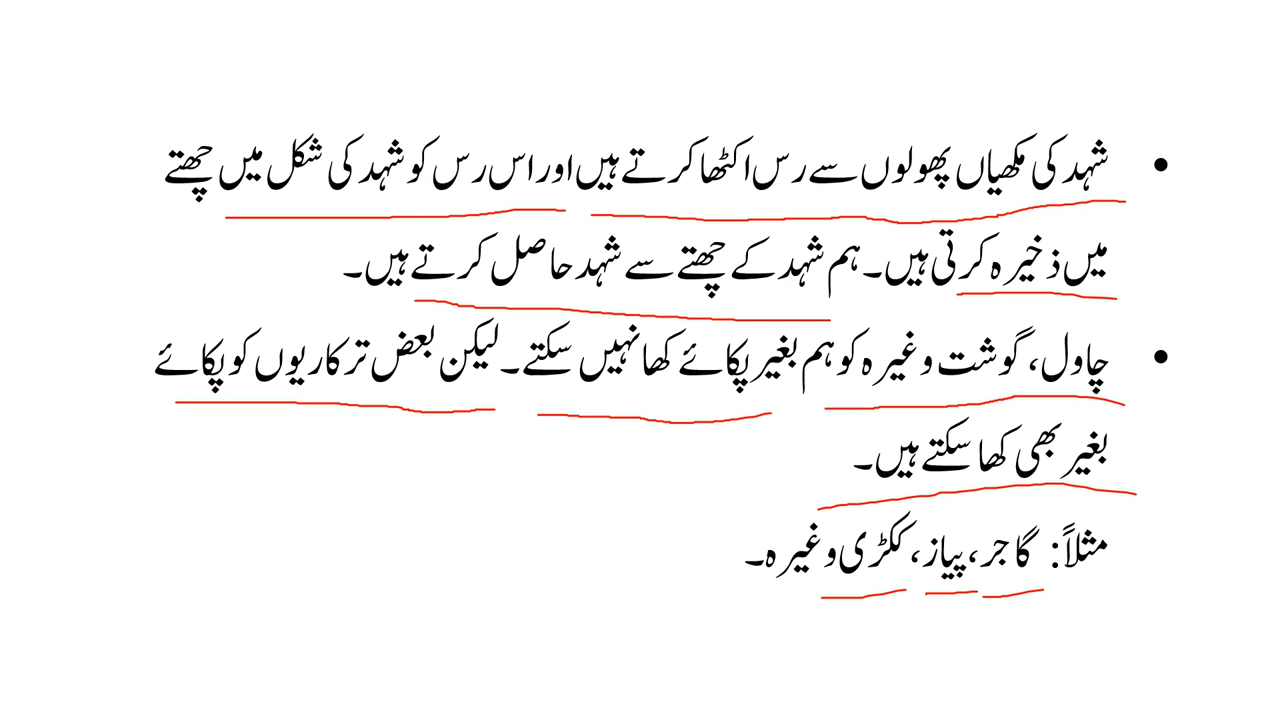 • شہد کی مکھیاں پھولوں سے رس اکٹھا کرتے ہیں اور اس رس کو شہد کی شکل میں چھتے
میں ذخیرہ کرتی ہیں۔ ہم شہد کے چھتے سے شہد حاصل کرتے ہیں۔
• چاول، گوشت وغیرہ کو ہم بغیر پکائے کھا نہیں سکتے۔ لیکن بعض ترکاریوں کو پکائے
بغیر بھی کھا سکتے ہیں۔
مثلاً: گاجر، پیاز، ککڑی وغیرہ۔